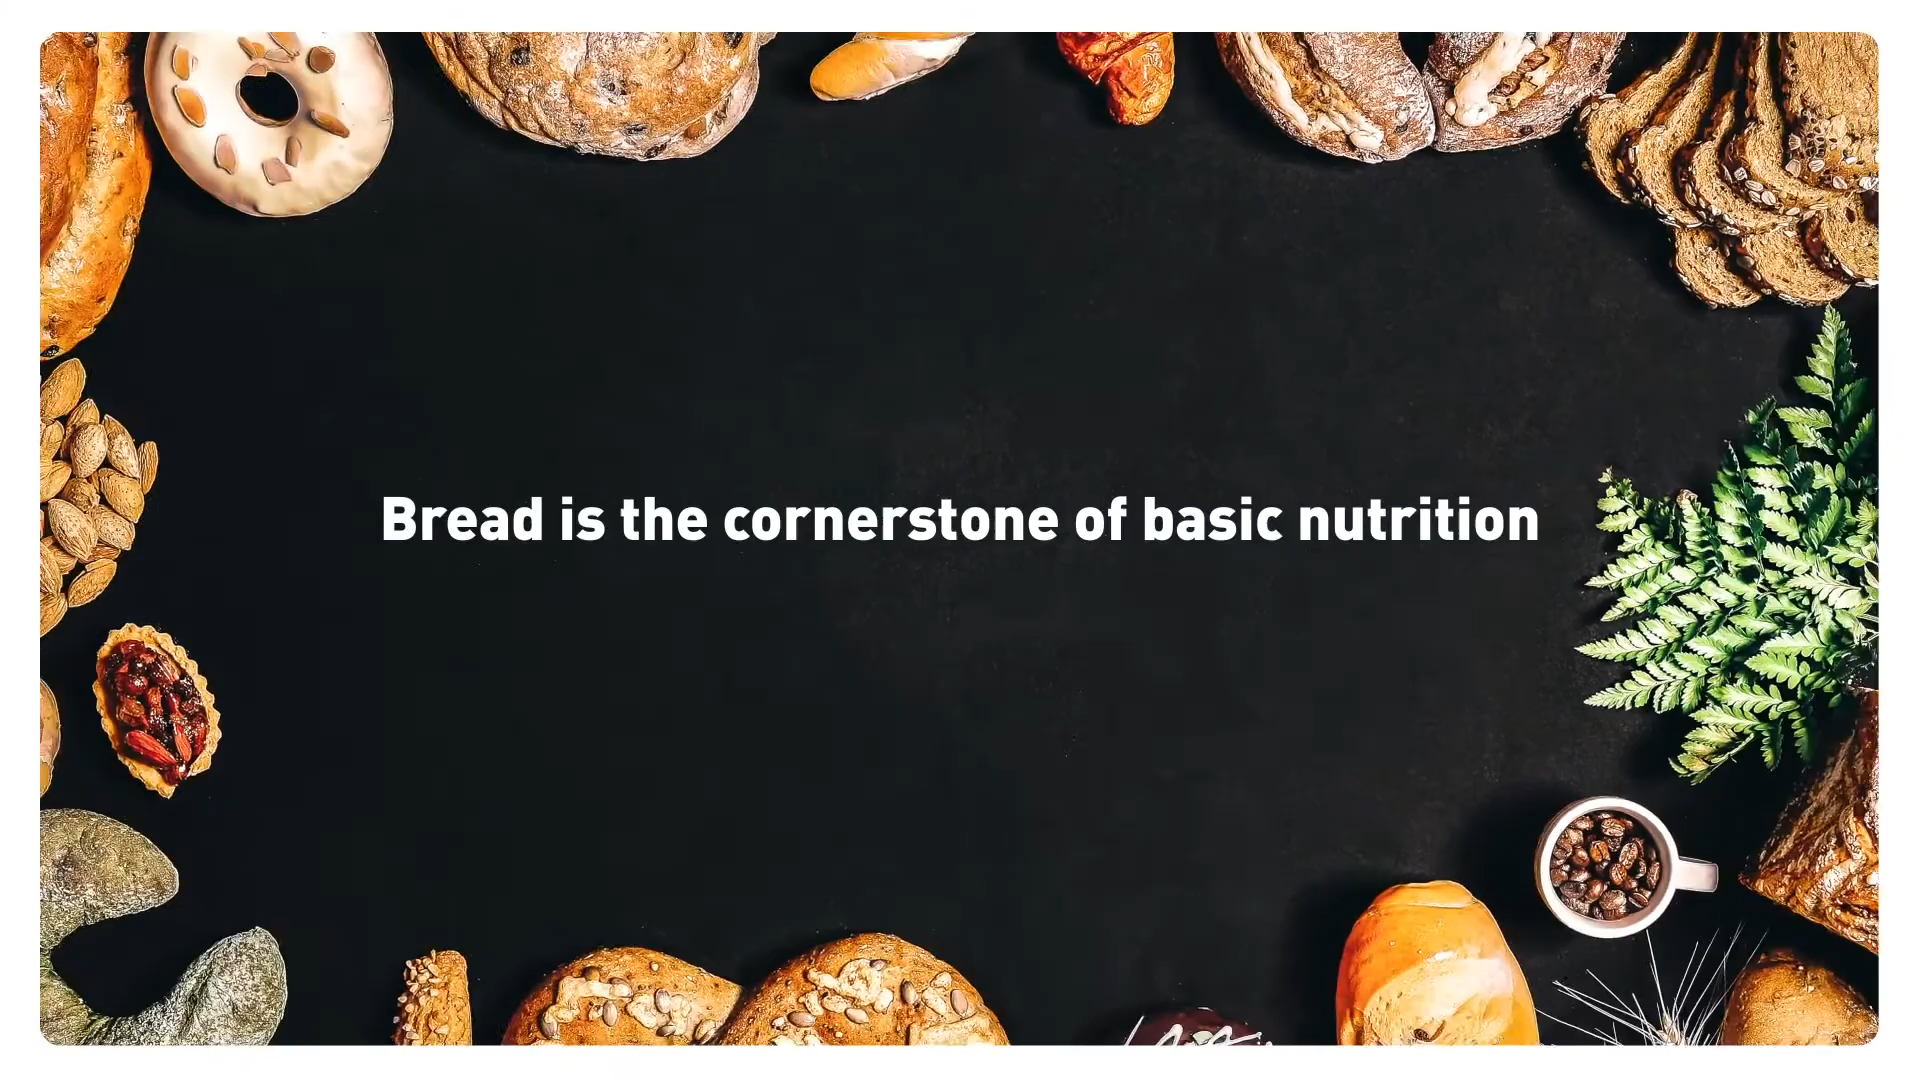 Bread is the cornerstone of basic nutrition